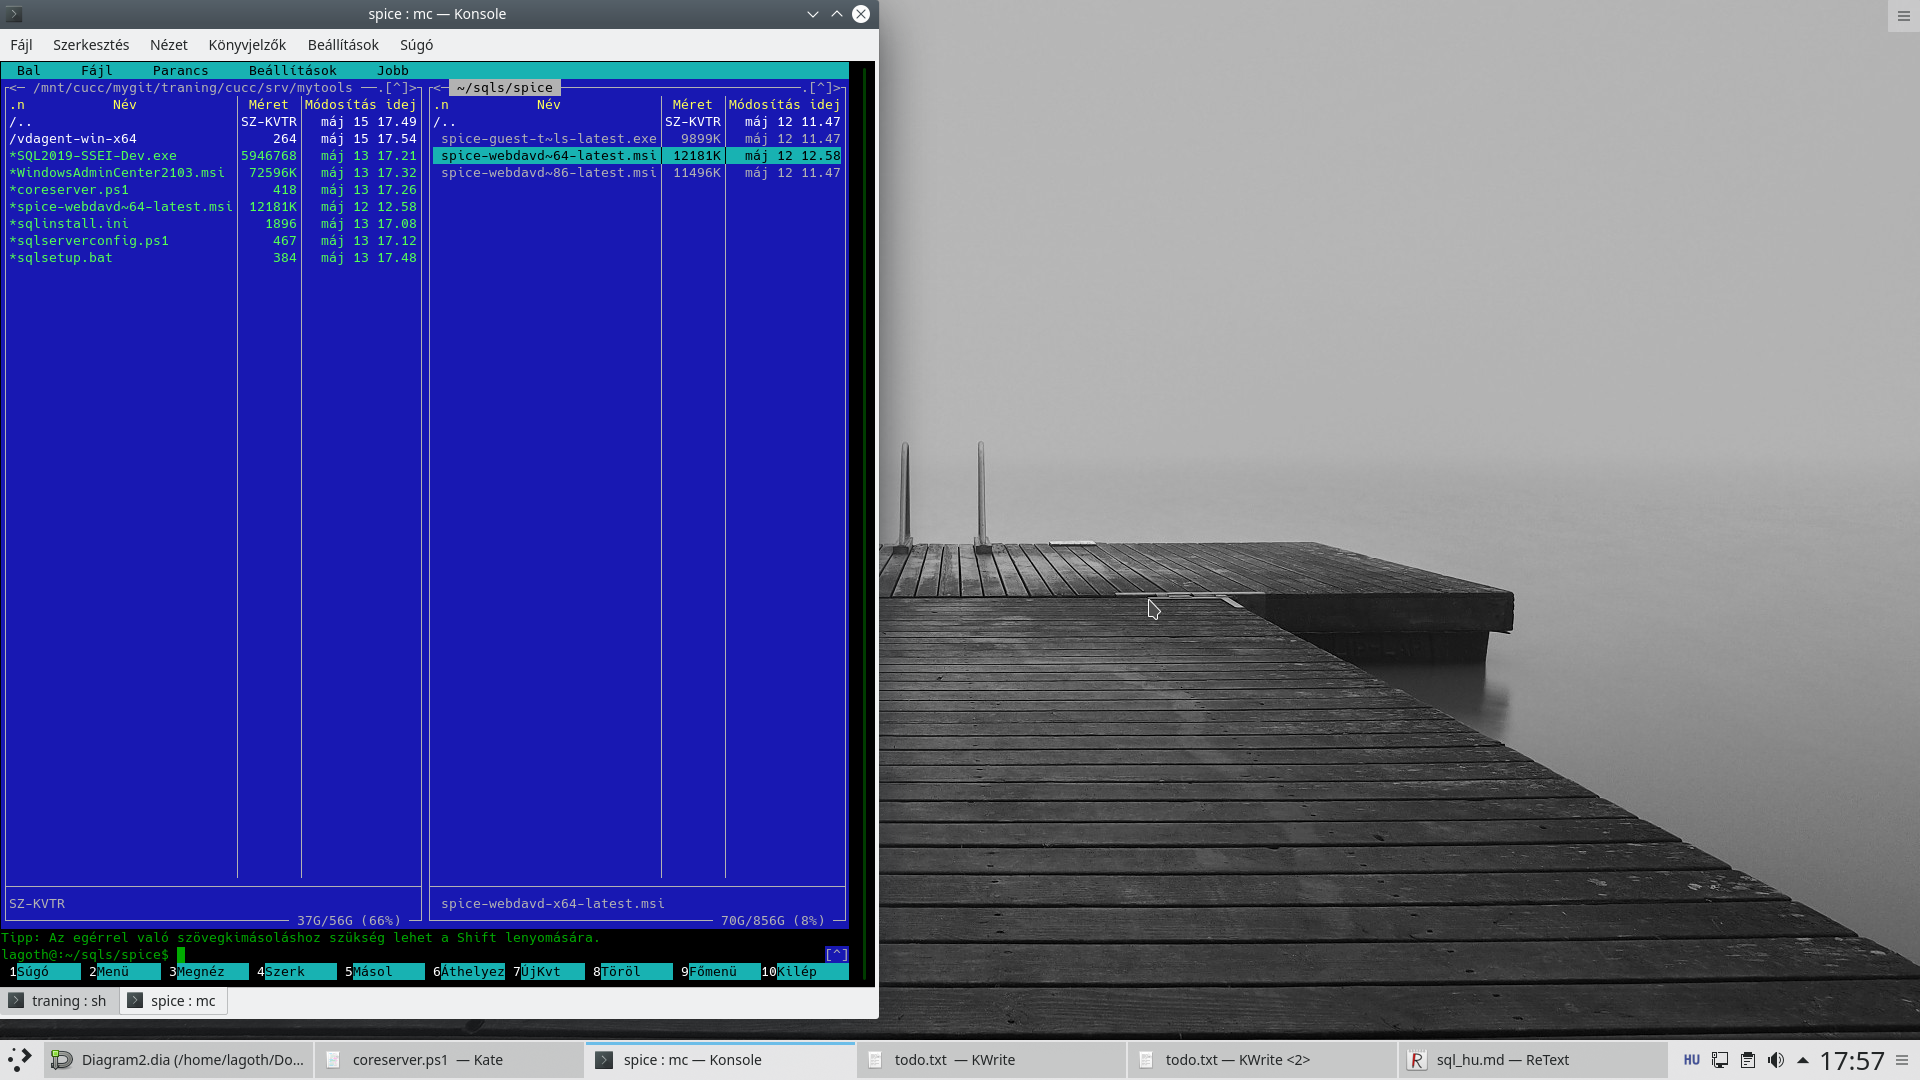 spice : mc — Konsole
Fájl Szerkesztés Nézet Könyvjelzők Beállítások Súgó
Bal Fájl Parancs Beállítások Jobb
<─ /mnt/cucc/mygit/traning/cucc/srv/mytools ──.[^]>
.n Név Méret Módosítás idej
/.. SZ-KVTR máj 15 17.49
/vdagent-win-x64 264 máj 15 17.54
*SQL2019-SSEI-Dev.exe 5946768 máj 13 17.21
*WindowsAdminCenter2103.msi 72596K máj 13 17.32
*coreserver.ps1 418 máj 13 17.26
*spice-webdavd~64-latest.msi 12181K máj 12 12.58
*sqlinstall.ini 1896 máj 13 17.08
*sqlserverconfig.ps1 467 máj 13 17.12
*sqlsetup.bat 384 máj 13 17.48
SZ-KVTR
37G/56G (66%)
<─ ~/sqls/spice .[^]>
.n Név Méret Módosítás idej
/.. SZ-KVTR máj 12 11.47
spice-guest-t~ls-latest.exe 9899K máj 12 11.47
spice-webdavd~64-latest.msi 12181K máj 12 12.58
spice-webdavd~86-latest.msi 11496K máj 12 11.47
spice-webdavd-x64-latest.msi
70G/856G (8%)
Tipp: Az egérrel való szövegkimásoláshoz szükség lehet a Shift lenyomására.
lagoth@:~/sqls/spice$ [^]
1Súgó 2Menü 3Megnéz 4Szerk 5Másol 6Áthelyez 7ÚjKvt 8Töröl 9Főmenü 10Kilép
traning : sh spice : mc
Diagram2.dia (/home/lagoth/Do... coreserver.ps1 — Kate spice : mc — Konsole todo.txt — KWrite todo.txt — KWrite <2> sql_hu.md — ReText HU 17:57